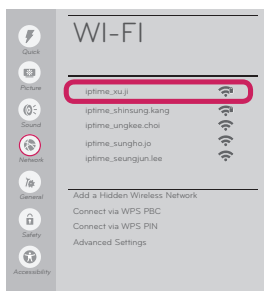 WI-FI
Quick
Picture
Sound
Network
General
Safety
Accessibility
iptime_xu.ji
iptime_shinsung.kang
iptime_ungkee.choi
iptime_sungho.jo
iptime_seungjun.lee
Add a Hidden Wireless Network
Connect via WPS PBC
Connect via WPS PIN
Advanced Settings